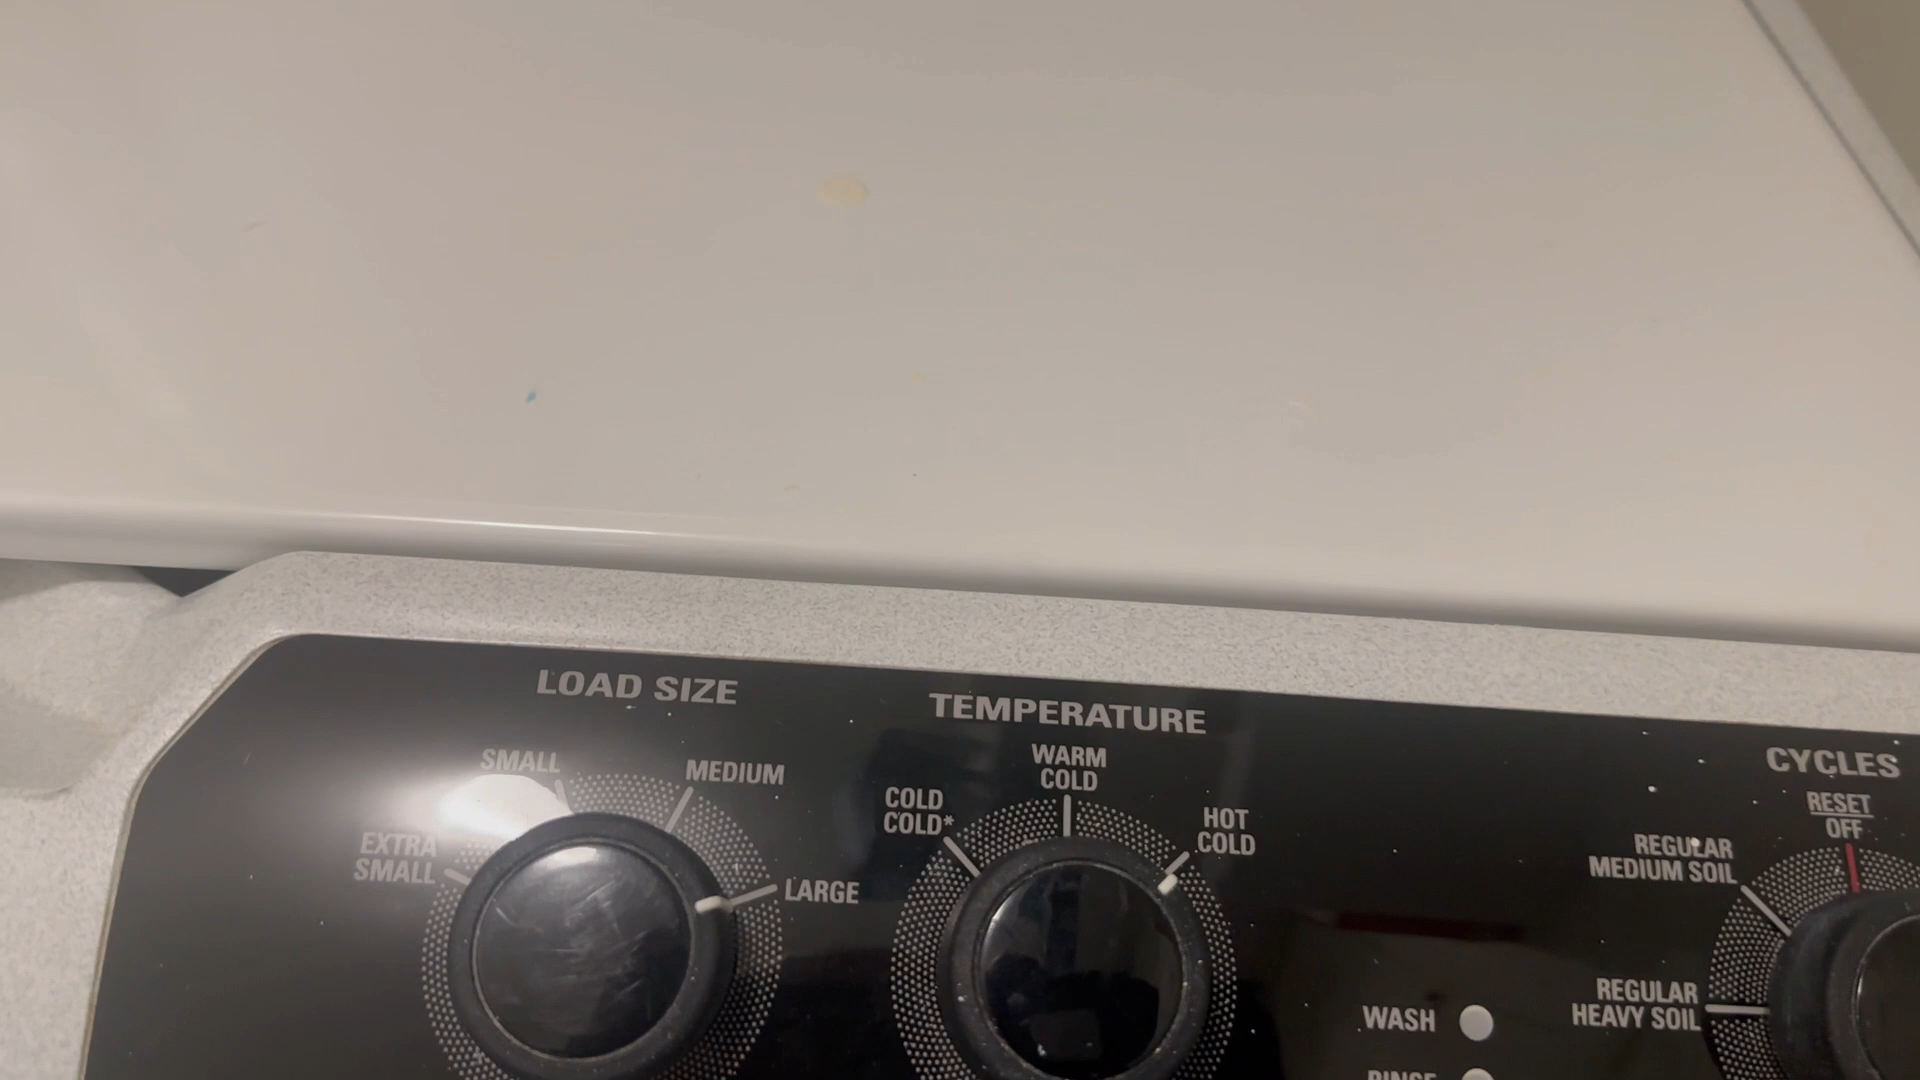 LOAD SIZE
SMALL
MEDIUM
EXTRA
SMALL
LARGE
TEMPERATURE
WARM
COLD
COLD
COLD*
HOT
COLD
CYCLES
RESET
OFF
REGULAR
MEDIUM SOIL
REGULAR
HEAVY SOIL
WASH
RINSE